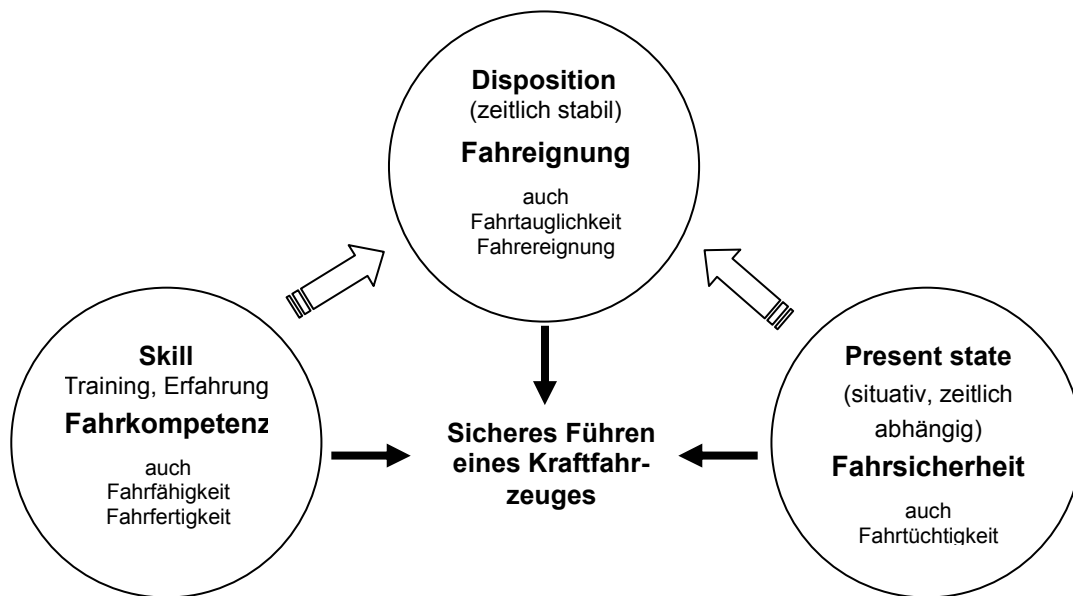 Disposition
(zeitlich stabil)
Fahreignung
auch
Fahrtauglichkeit
Fahrereignung
Skill
Training, Erfahrung
Fahrkompetenz
auch
Fahrfähigkeit
Fahrfertigkeit
Sicheres Führen
eines Kraftfahr-
zeuges
Present state
(situativ, zeitlich
abhängig)
Fahrsicherheit
auch
Fahrtüchtigkeit